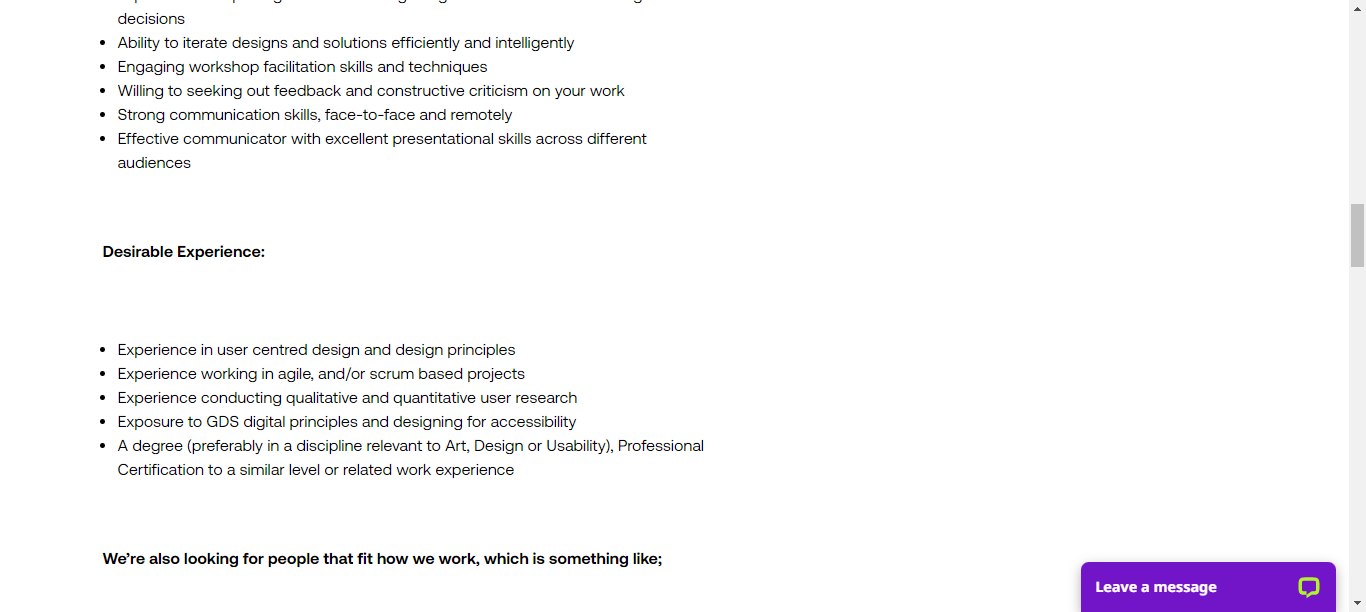 decisions
Ability to iterate designs and solutions efficiently and intelligently
Engaging workshop facilitation skills and techniques
Willing to seeking out feedback and constructive criticism on your work
Strong communication skills, face-to-face and remotely
Effective communicator with excellent presentational skills across different
audiences
Desirable Experience:
Experience in user centred design and design principles
Experience working in agile, and/or scrum based projects
Experience conducting qualitative and quantitative user research
Exposure to GDS digital principles and designing for accessibility
A degree (preferably in a discipline relevant to Art, Design or Usability), Professional
Certification to a similar level or related work experience
We’re also looking for people that fit how we work, which is something like;
Leave a message